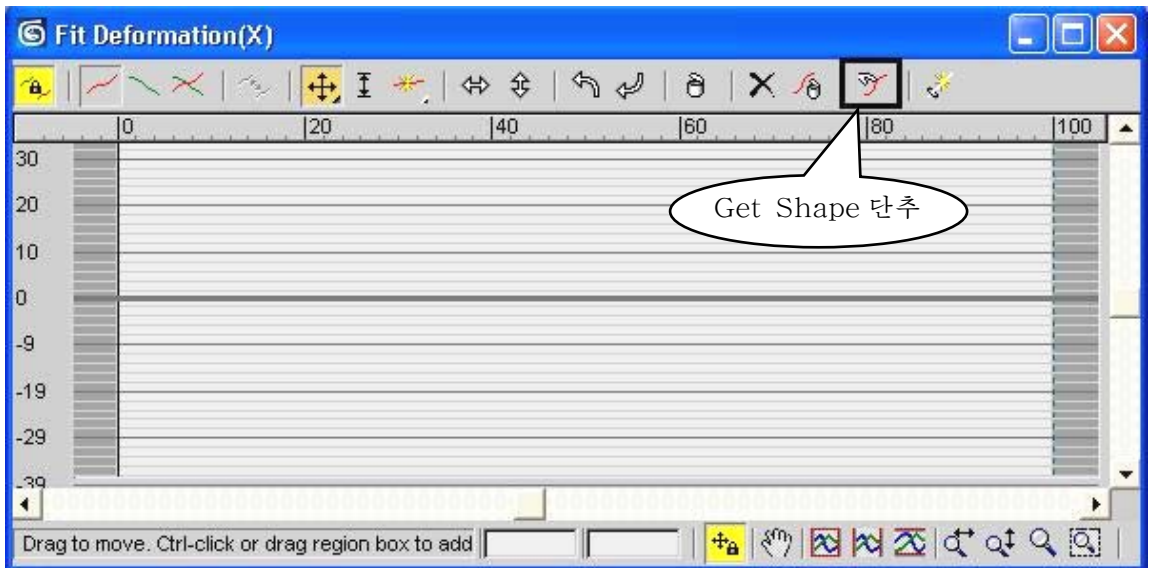 Fit Deformation(X)
0 20 40 60 80 100
30
20
Get Shape 단추
10
0
-9
-19
-29
-39
Drag to move. Ctrl-click or drag region box to add